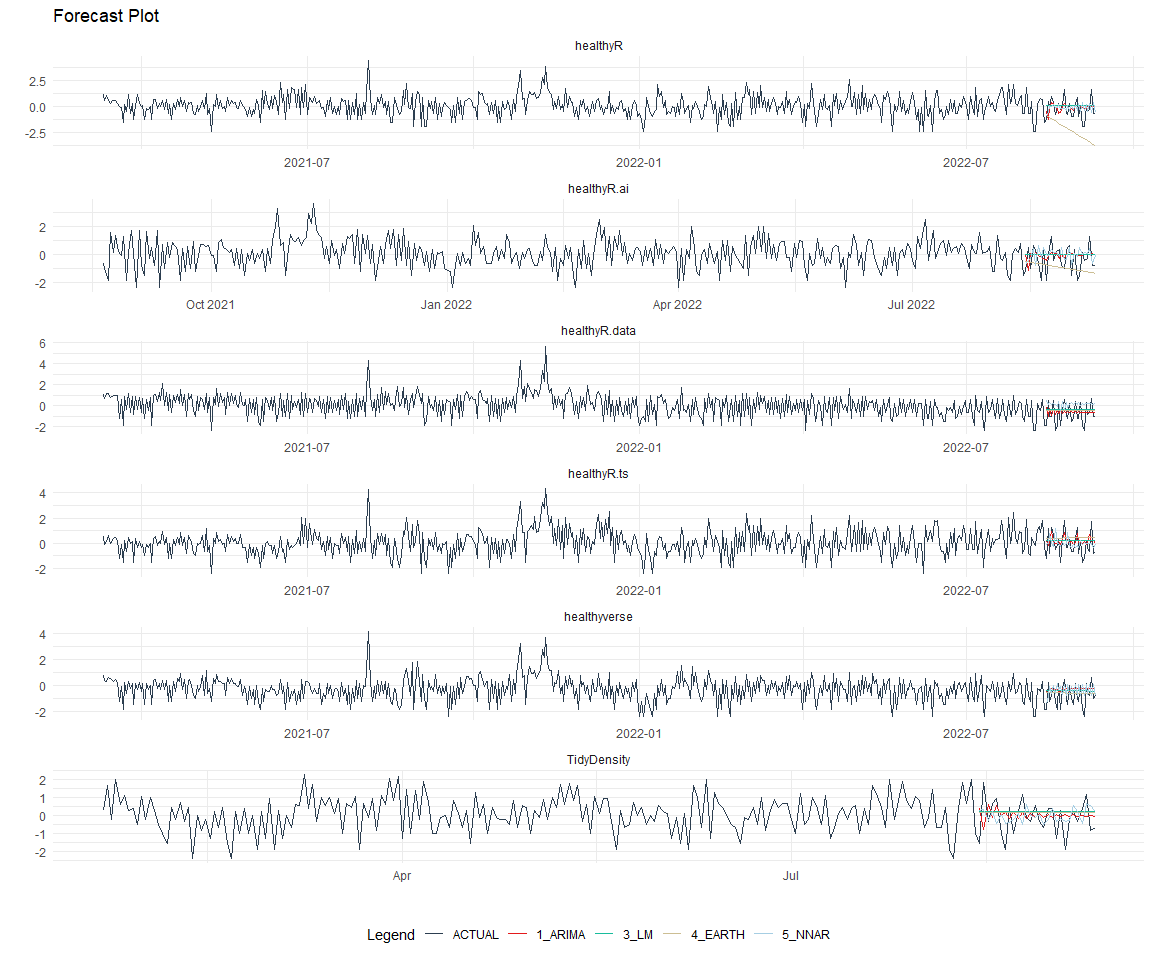 Forecast Plot
healthyR
2.5
0.0
-2.5
2021-07 2022-01 2022-07
healthyR.ai
2
0
-2
Oct 2021 Jan 2022 Apr 2022 Jul 2022
healthyR.data
6
4
2
0
-2
2021-07 2022-01 2022-07
healthyR.ts
4
2
0
-2
2021-07 2022-01 2022-07
healthyverse
4
2
0
-2
2021-07 2022-01 2022-07
TidyDensity
2
1
0
-1
-2
Apr Jul
Legend ACTUAL 1_ARIMA 3_LM 4_EARTH 5_NNAR